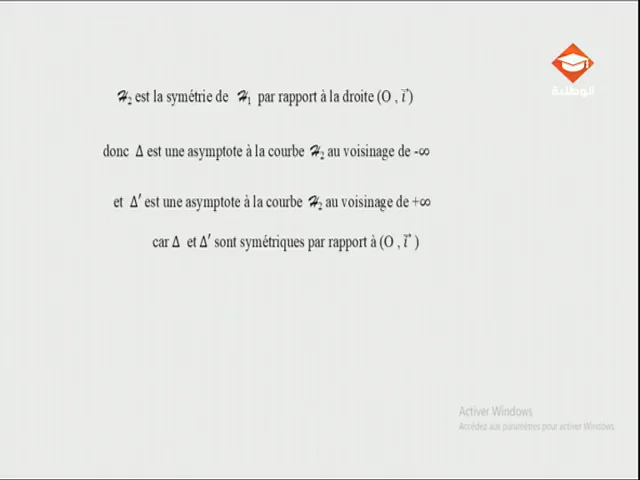 الوطنية
ℋ₂ est la symétrie de ℋ₁ par rapport à la droite (O , i⃗ )
donc Δ est une asymptote à la courbe ℋ₂ au voisinage de -∞
et Δ′ est une asymptote à la courbe ℋ₂ au voisinage de +∞
car Δ et Δ′ sont symétriques par rapport à (O , i⃗ )
Activer Windows
Accédez aux paramètres pour activer Windows.